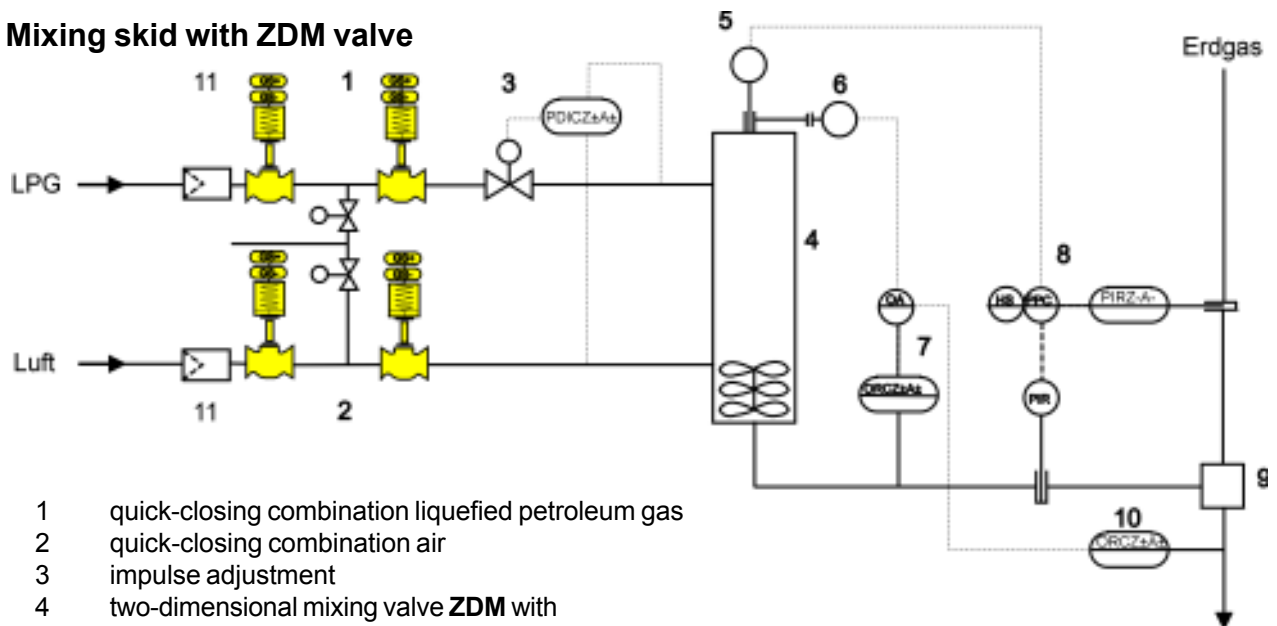 Mixing skid with ZDM valve
5
Erdgas
11
1
3
6
PDICZ±A±
LPG
4
8
QA
HS
PPC
PIRZ-A-
7
Luft
PIR
11
2
9
10
1 quick-closing combination liquefied petroleum gas
2 quick-closing combination air
3 impulse adjustment
4 two-dimensional mixing valve ZDM with